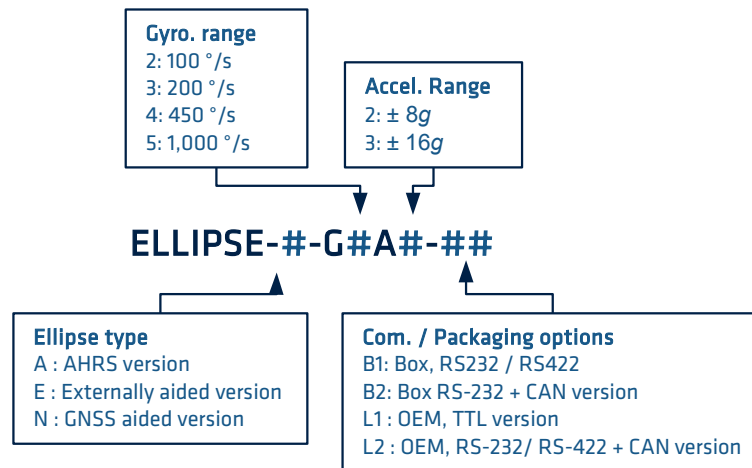 Gyro. range
2: 100 °/s
3: 200 °/s
4: 450 °/s
5: 1,000 °/s
Accel. Range
2: ± 8g
3: ± 16g
ELLIPSE-#-G#A#-##
Ellipse type
A : AHRS version
E : Externally aided version
N : GNSS aided version
Com. / Packaging options
B1: Box, RS232 / RS422
B2: Box RS-232 + CAN version
L1 : OEM, TTL version
L2 : OEM, RS-232/ RS-422 + CAN version